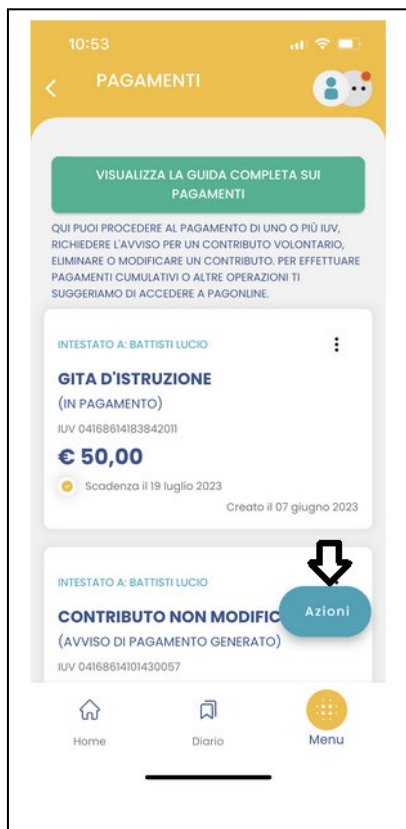 10:53
PAGAMENTI
VISUALIZZA LA GUIDA COMPLETA SUI
PAGAMENTI
QUI PUOI PROCEDERE AL PAGAMENTO DI UNO O PIÙ IUV,
RICHIEDERE L'AVVISO PER UN CONTRIBUTO VOLONTARIO,
ELIMINARE O MODIFICARE UN CONTRIBUTO. PER EFFETTUARE
PAGAMENTI CUMULATIVI O ALTRE OPERAZIONI TI
SUGGERIAMO DI ACCEDERE A PAGONLINE.
INTESTATO A: BATTISTI LUCIO
GITA D'ISTRUZIONE
(IN PAGAMENTO)
IUV 04168614183842011
€ 50,00
Scadenza il 19 luglio 2023
Creato il 07 giugno 2023
INTESTATO A: BATTISTI LUCIO
CONTRIBUTO NON MODIFIC
Azioni
(AVVISO DI PAGAMENTO GENERATO)
IUV 04168614101430057
Home Diario Menu